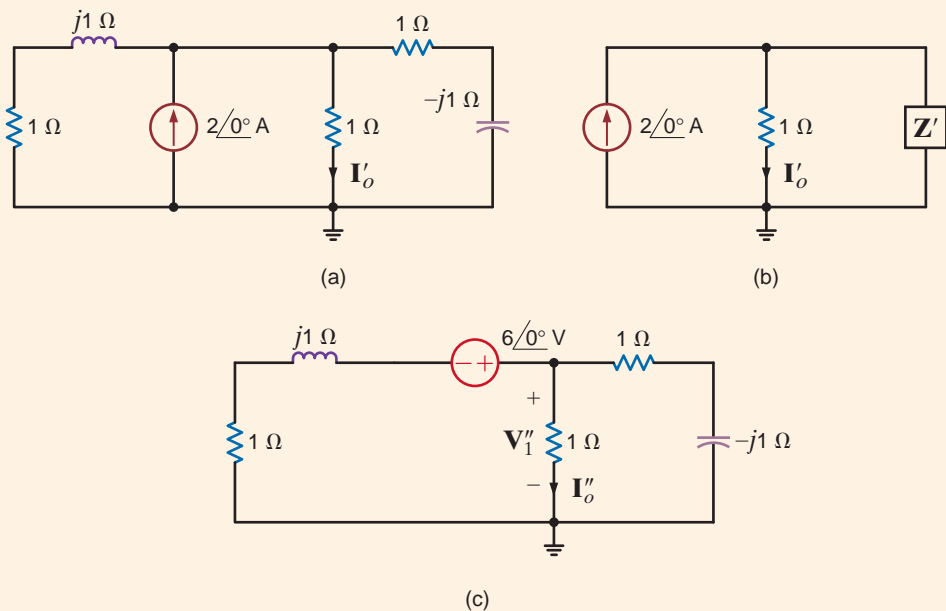 j1 Ω
1 Ω
1 Ω
2/0° A
1 Ω
I′ₒ
−j1 Ω
(a)
2/0° A
1 Ω
I′ₒ
Z′
(b)
j1 Ω
1 Ω
− +
6/0° V
1 Ω
+
V″₁
1 Ω
−
I″ₒ
−j1 Ω
(c)